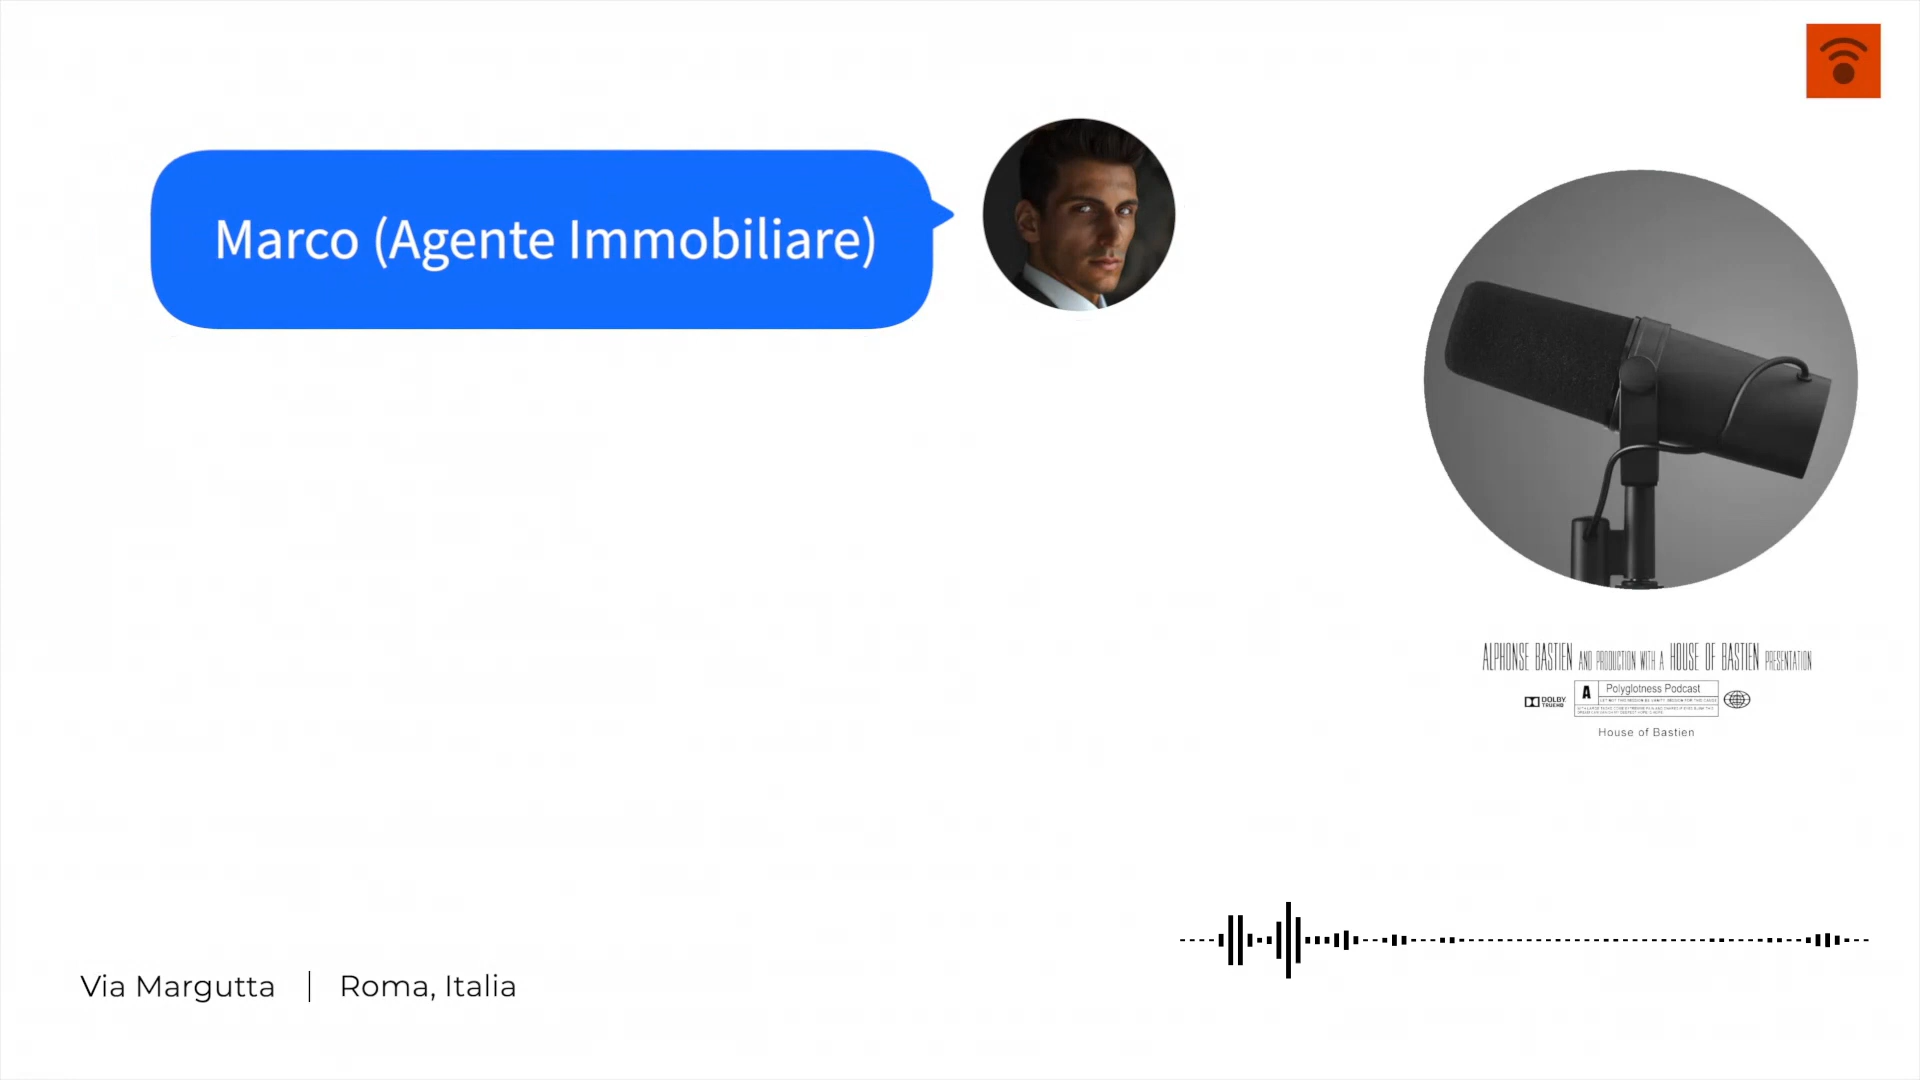 Marco (Agente Immobiliare)
ALPHONSE BASTIEN AND PRODUCTION WITH A HOUSE OF BASTIEN PRESENTATION
DOLBY
TRUEHD
A
Polyglotness Podcast
House of Bastien
Via Margutta | Roma, Italia